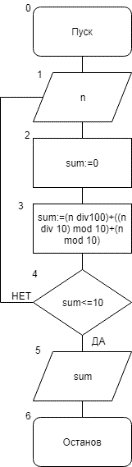 0
Пуск
1
n
2
sum:=0
3
sum:=(n div100)+((n
div 10) mod 10)+(n
mod 10)
4
НЕТ
sum<=10
ДА
5
sum
6
Останов